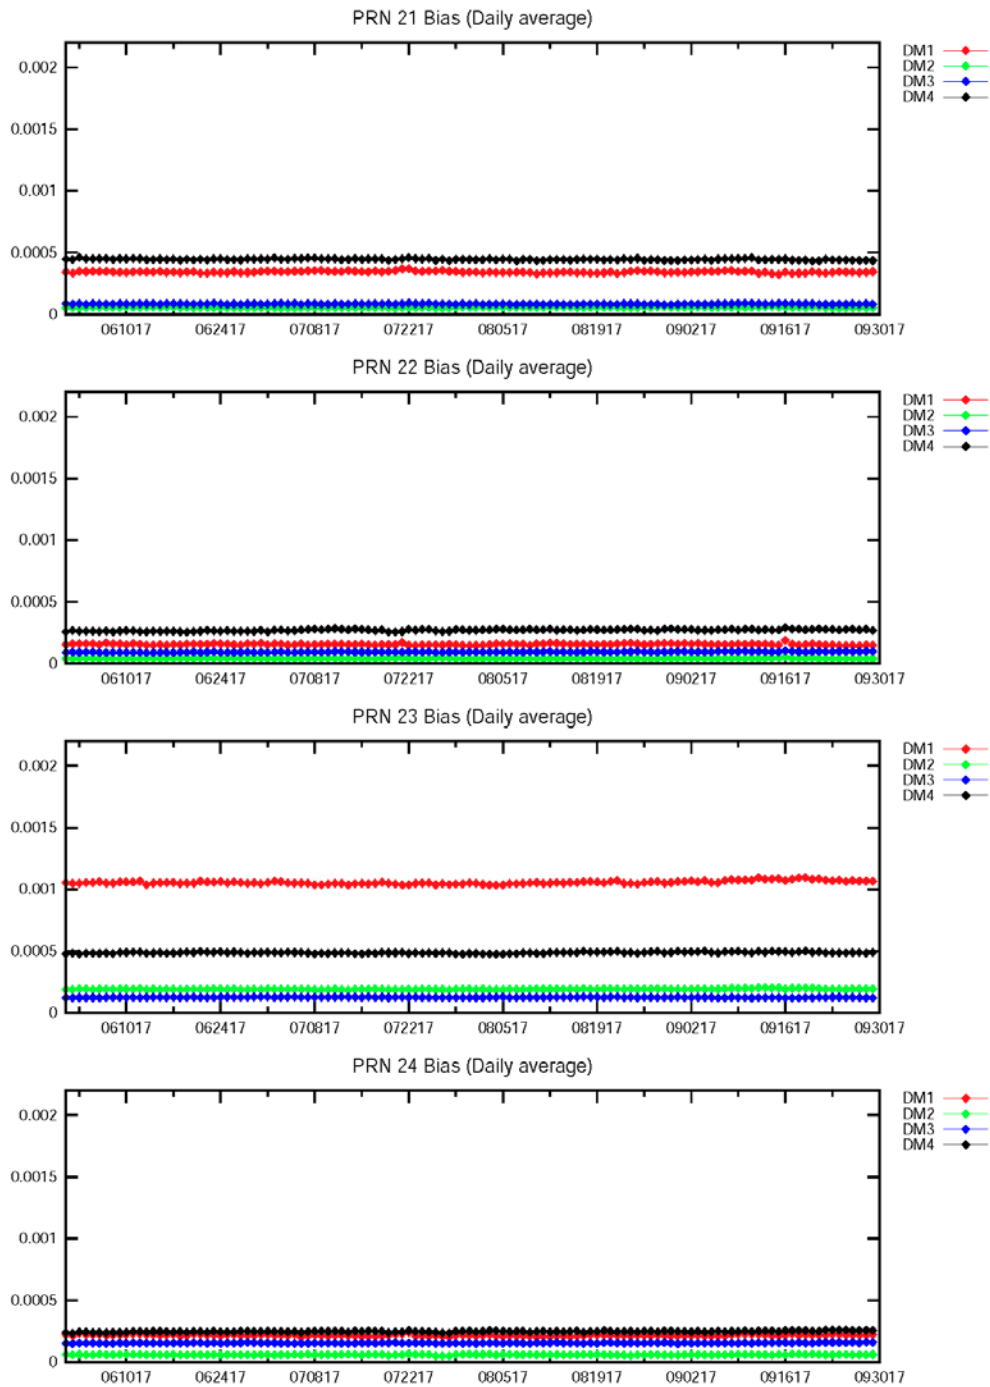 PRN 21 Bias (Daily average)
DM1
DM2
DM3
DM4
0.002
0.0015
0.001
0.0005
0
061017 062417 070817 072217 080517 081917 090217 091617 093017
PRN 22 Bias (Daily average)
DM1
DM2
DM3
DM4
0.002
0.0015
0.001
0.0005
0
061017 062417 070817 072217 080517 081917 090217 091617 093017
PRN 23 Bias (Daily average)
DM1
DM2
DM3
DM4
0.002
0.0015
0.001
0.0005
0
061017 062417 070817 072217 080517 081917 090217 091617 093017
PRN 24 Bias (Daily average)
DM1
DM2
DM3
DM4
0.002
0.0015
0.001
0.0005
0
061017 062417 070817 072217 080517 081917 090217 091617 093017